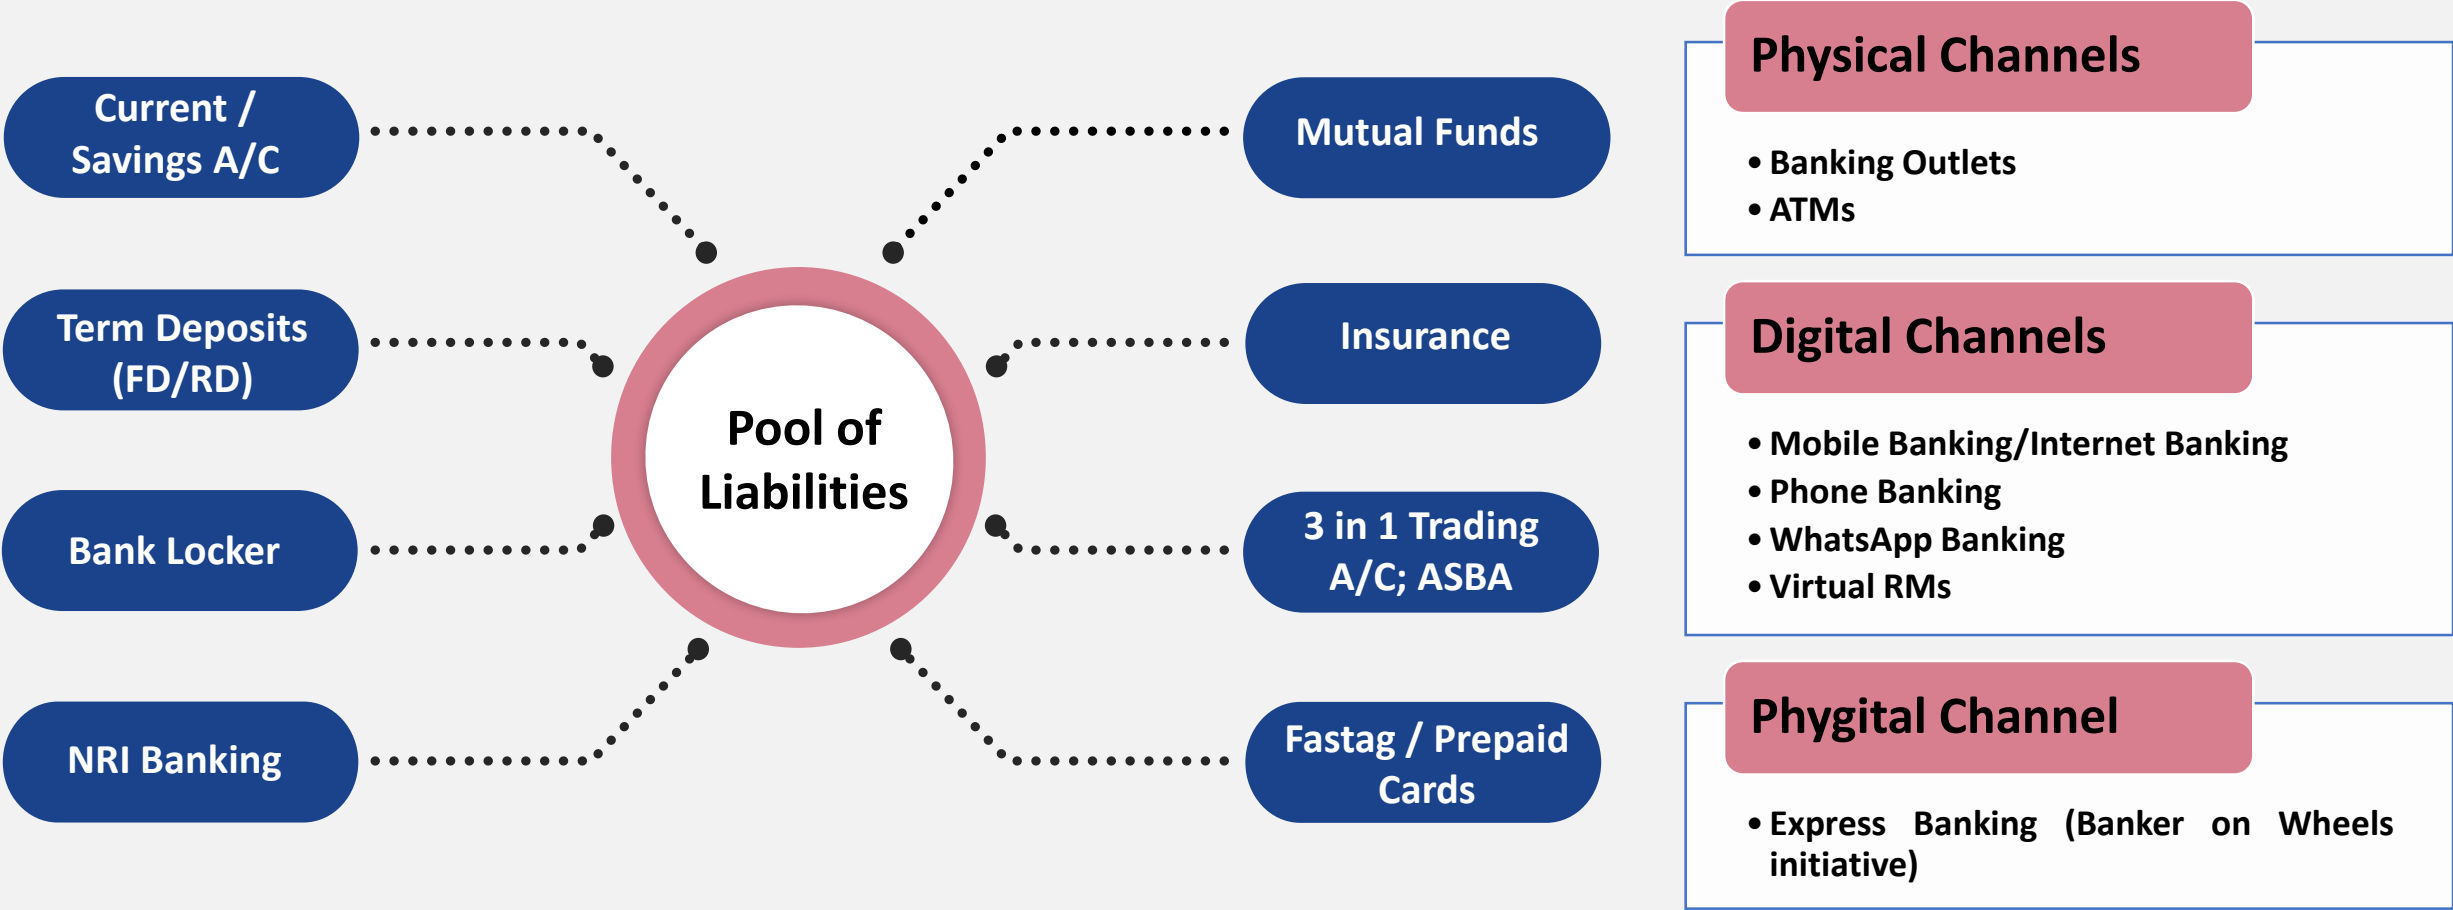 Current /
Savings A/C
Term Deposits
(FD/RD)
Bank Locker
NRI Banking
Pool of
Liabilities
Mutual Funds
Insurance
3 in 1 Trading
A/C; ASBA
Fastag / Prepaid
Cards
Physical Channels
• Banking Outlets
• ATMs
Digital Channels
• Mobile Banking/Internet Banking
• Phone Banking
• WhatsApp Banking
• Virtual RMs
Phygital Channel
• Express Banking (Banker on Wheels
initiative)